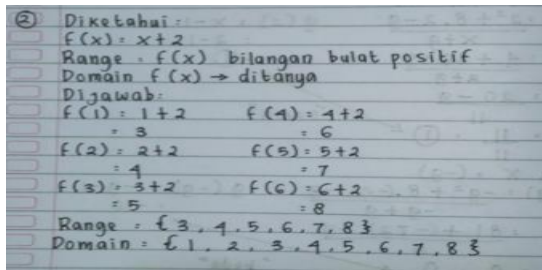 ② Diketahui :
f(x) = x+2
Range = f(x) bilangan bulat positif
Domain f(x) → ditanya
Dijawab:
f(1) = 1+2 f(4) = 4+2
= 3 = 6
f(2) = 2+2 f(5) = 5+2
= 4 = 7
f(3) = 3+2 f(6) = 6+2
= 5 = 8
Range = {3, 4, 5, 6, 7, 8}
Domain = {1, 2, 3, 4, 5, 6, 7, 8}